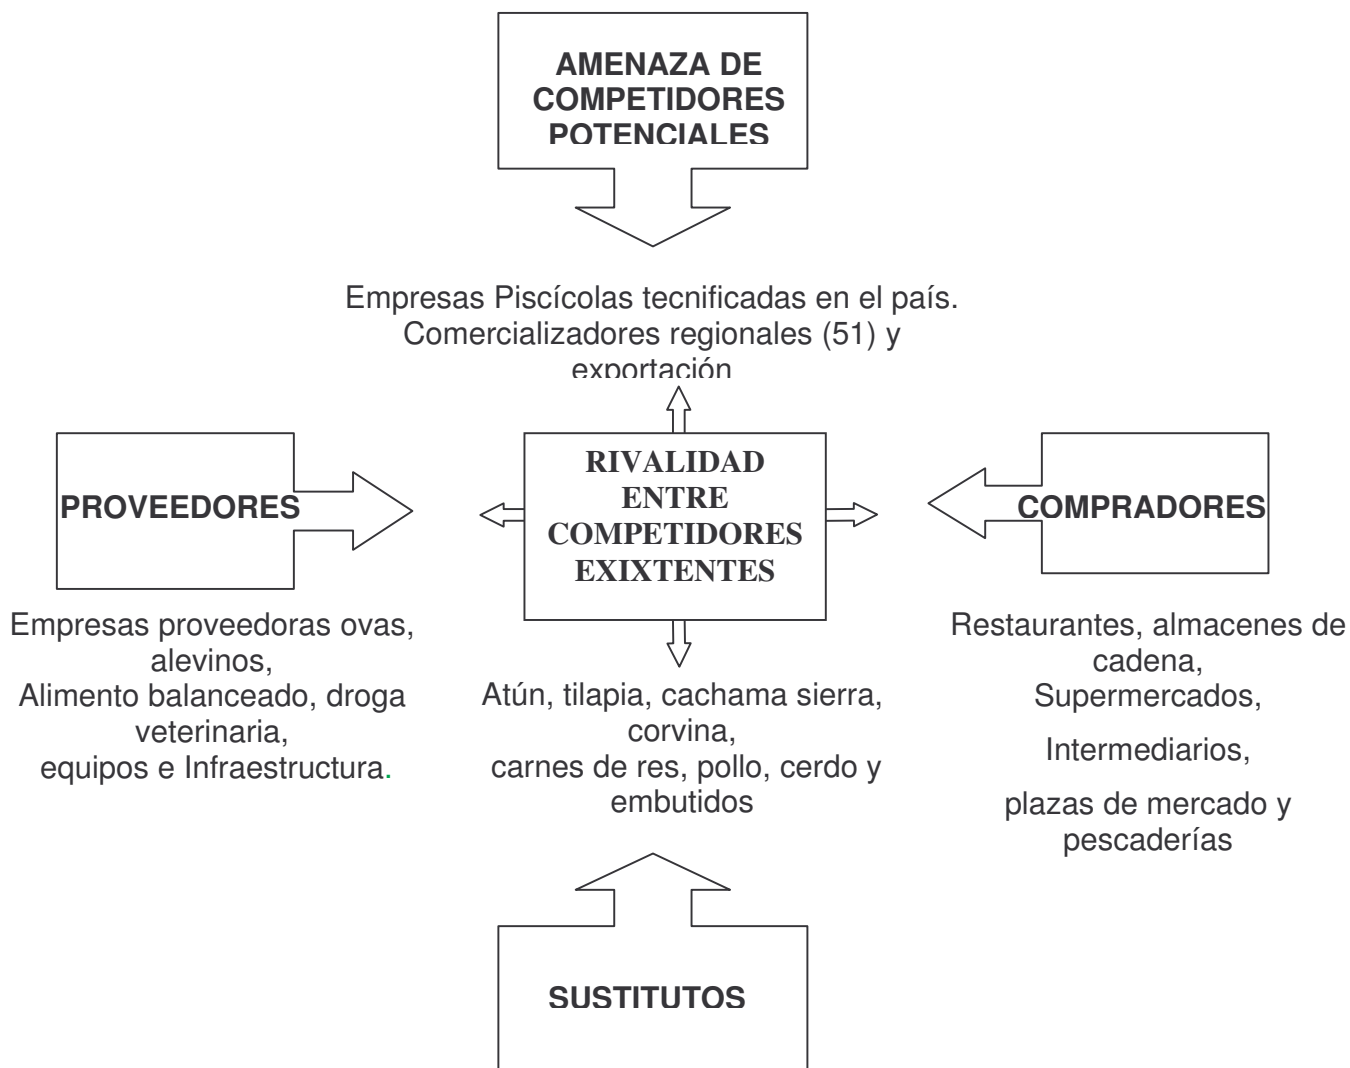 AMENAZA DE
COMPETIDORES
POTENCIALES
Empresas Piscícolas tecnificadas en el país.
Comercializadores regionales (51) y
exportación
PROVEEDORES
RIVALIDAD
ENTRE
COMPETIDORES
EXIXTENTES
COMPRADORES
Empresas proveedoras ovas,
alevinos,
Alimento balanceado, droga
veterinaria,
equipos e Infraestructura.
Atún, tilapia, cachama sierra,
corvina,
carnes de res, pollo, cerdo y
embutidos
Restaurantes, almacenes de
cadena,
Supermercados,
Intermediarios,
plazas de mercado y
pescaderías
SUSTITUTOS